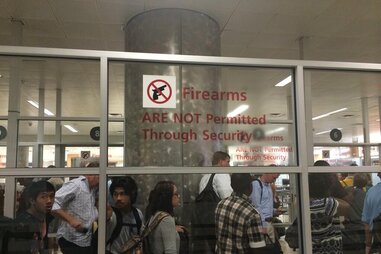 Firearms
ARE NOT Permitted
Through Security
Firearms
ARE NOT Permitted
Through Security